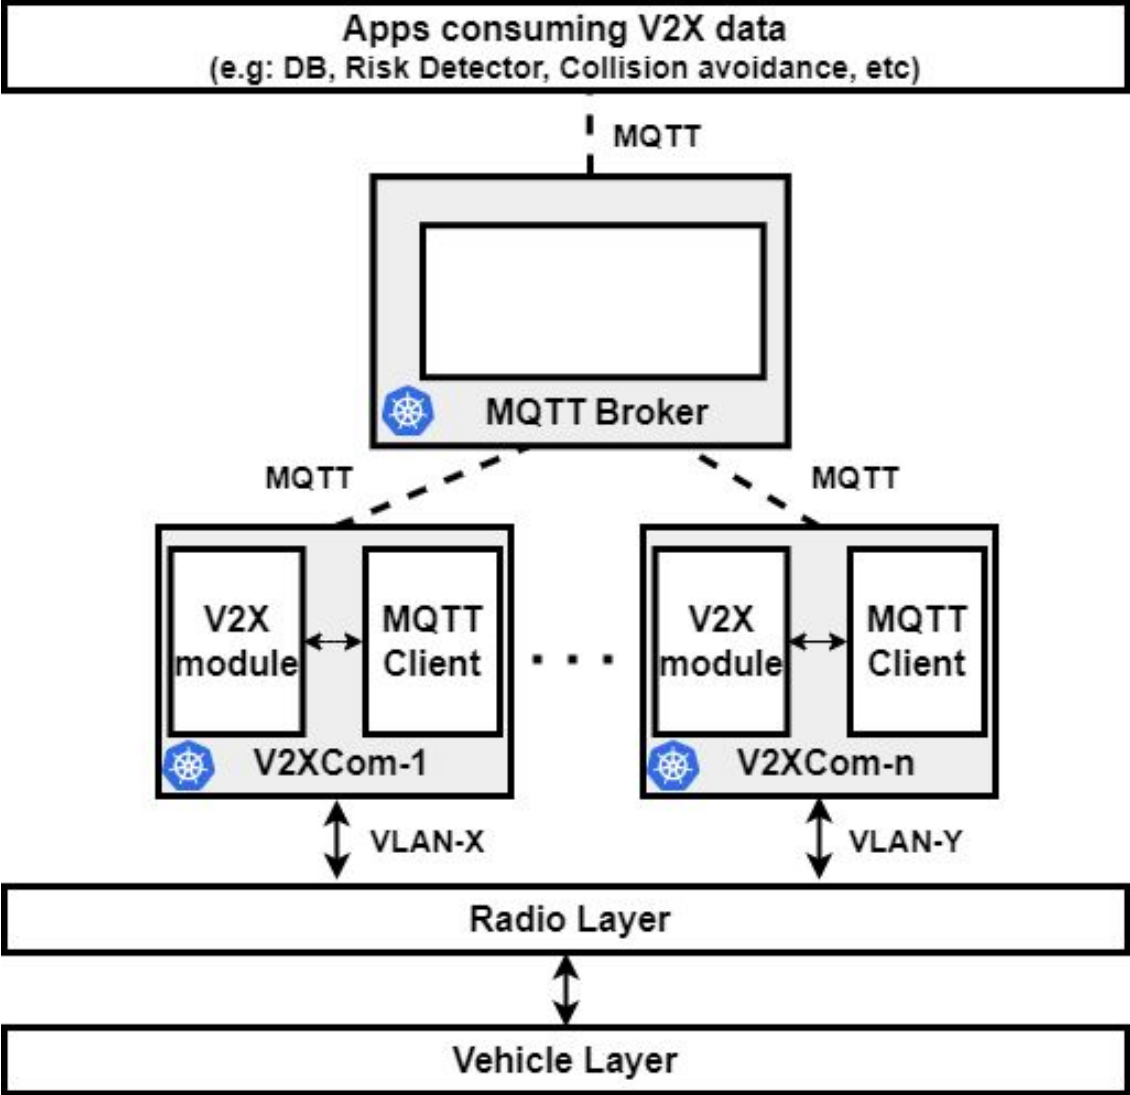 Apps consuming V2X data
(e.g: DB, Risk Detector, Collision avoidance, etc)
MQTT
MQTT Broker
MQTT
MQTT
V2X
module
MQTT
Client
. . .
V2X
module
MQTT
Client
V2XCom-1
V2XCom-n
VLAN-X
VLAN-Y
Radio Layer
Vehicle Layer